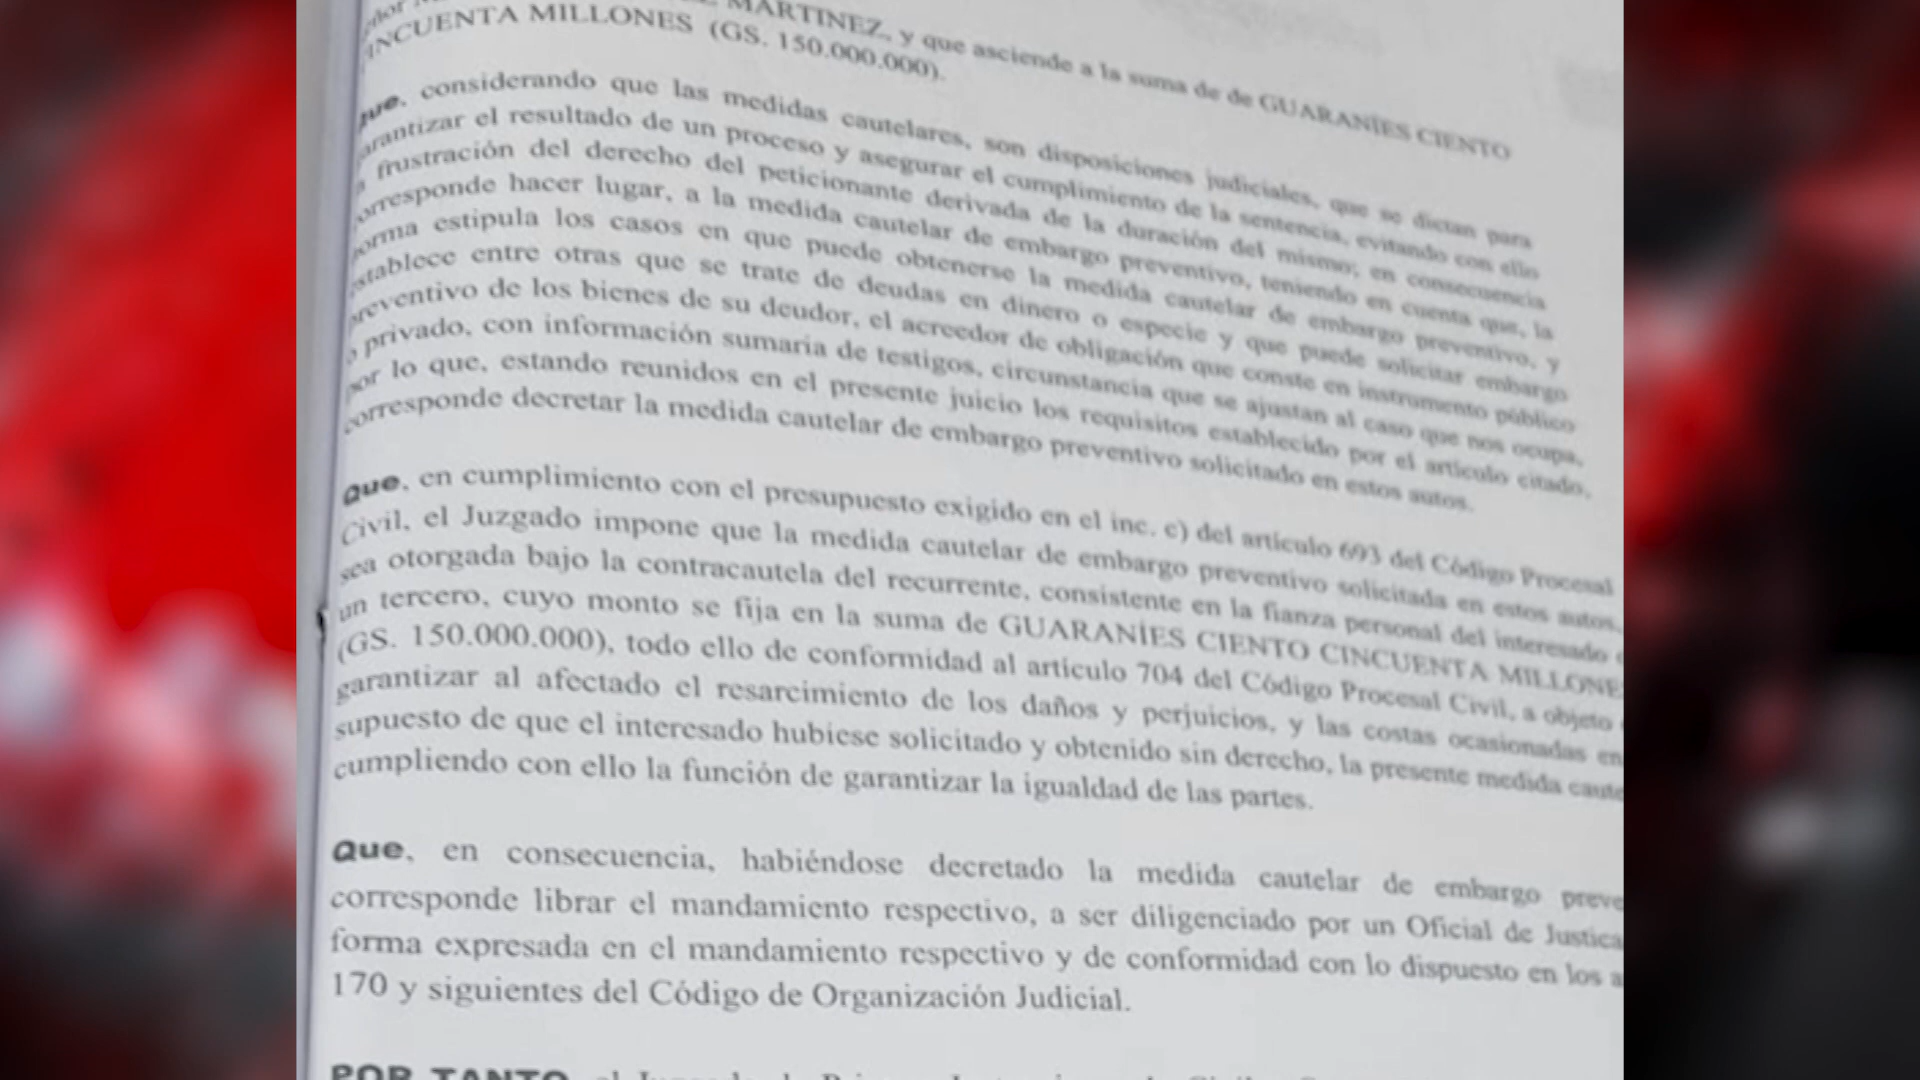 MARTINEZ, y que asciende a la suma de de GUARANÍES CIENTO
INCUENTA MILLONES (GS. 150.000.000).
que, considerando que las medidas cautelares, son disposiciones judiciales, que se dictan para
arantizar el resultado de un proceso y asegurar el cumplimiento de la sentencia, evitando con ello
a frustración del derecho del peticionante derivada de la duración del mismo; en consecuencia
orresponde hacer lugar, a la medida cautelar de embargo preventivo, teniendo en cuenta que, la
norma estipula los casos en que puede obtenerse la medida cautelar de embargo preventivo, y
stablece entre otras que se trate de deudas en dinero o especie y que puede solicitar embargo
preventivo de los bienes de su deudor, el acreedor de obligación que conste en instrumento público
o privado, con información sumaria de testigos, circunstancia que se ajustan al caso que nos ocupa,
por lo que, estando reunidos en el presente juicio los requisitos establecido por el artículo citado,
corresponde decretar la medida cautelar de embargo preventivo solicitado en estos autos.
Que, en cumplimiento con el presupuesto exigido en el inc. c) del artículo 693 del Código Procesal
Civil, el Juzgado impone que la medida cautelar de embargo preventivo solicitada en estos autos,
sea otorgada bajo la contracautela del recurrente, consistente en la fianza personal del interesado
un tercero, cuyo monto se fija en la suma de GUARANÍES CIENTO CINCUENTA MILLONE
(GS. 150.000.000), todo ello de conformidad al artículo 704 del Código Procesal Civil, a objeto
garantizar al afectado el resarcimiento de los daños y perjuicios, y las costas ocasionadas en
supuesto de que el interesado hubiese solicitado y obtenido sin derecho, la presente medida caute
cumpliendo con ello la función de garantizar la igualdad de las partes.
Que, en consecuencia, habiéndose decretado la medida cautelar de embargo preve
corresponde librar el mandamiento respectivo, a ser diligenciado por un Oficial de Justica
forma expresada en el mandamiento respectivo y de conformidad con lo dispuesto en los a
170 y siguientes del Código de Organización Judicial.
POR TANTO